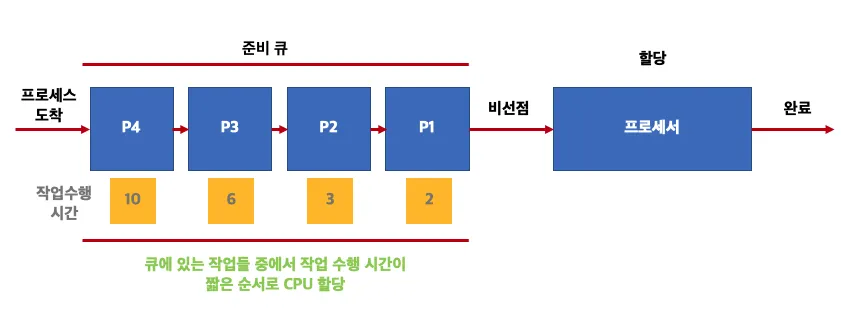 준비 큐
할당
프로세스
도착
P4
P3
P2
P1
비선점
프로세서
완료
작업수행
시간
10
6
3
2
큐에 있는 작업들 중에서 작업 수행 시간이
짧은 순서로 CPU 할당